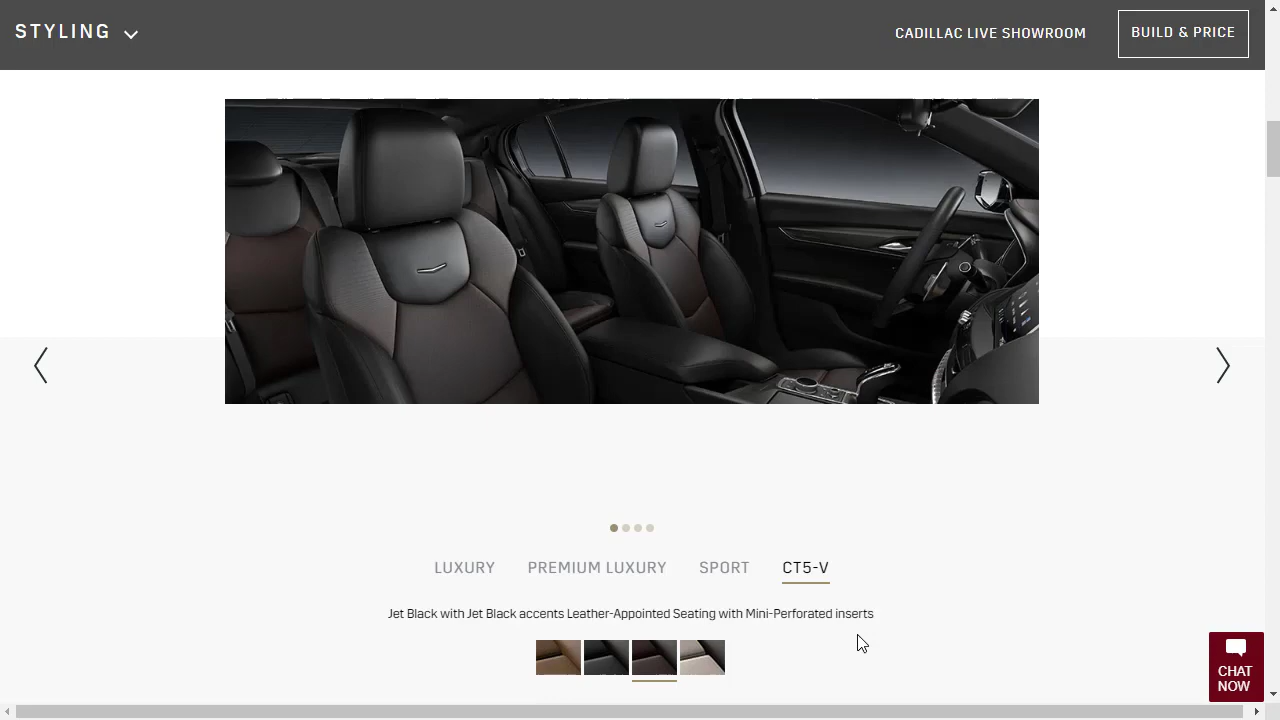 STYLING
CADILLAC LIVE SHOWROOM
BUILD & PRICE
LUXURY
PREMIUM LUXURY
SPORT
CT5-V
Jet Black with Jet Black accents Leather-Appointed Seating with Mini-Perforated inserts
CHAT
NOW